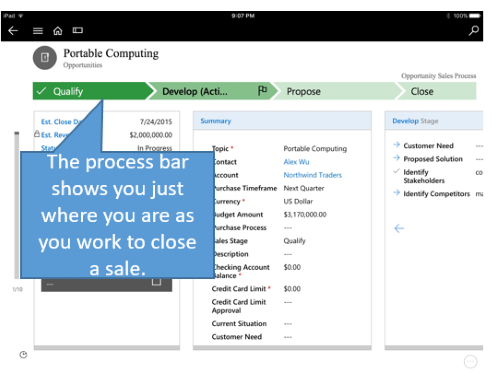 iPad
9:07 PM
100%
Portable Computing
Opportunities
Opportunity Sales Process
Qualify
Develop (Acti...
Propose
Close
Est. Close Da
7/24/2015
Est. Reve
$2,000,000.00
Status
In Progress
The process bar
shows you just
where you are as
you work to close
a sale.
...
1/10
Summary
Topic *
Portable Computing
Contact
Alex Wu
Account
Northwind Traders
Purchase Timeframe
Next Quarter
Currency *
US Dollar
Budget Amount
$3,170,000.00
Purchase Process
---
Sales Stage
Qualify
Description
---
Checking Account
Balance *
$0.00
Credit Card Limit *
$0.00
Credit Card Limit
Approval
---
Current Situation
---
Customer Need
---
Develop Stage
Customer Need
---
Proposed Solution
---
Identify
Stakeholders
co
Identify Competitors
ma